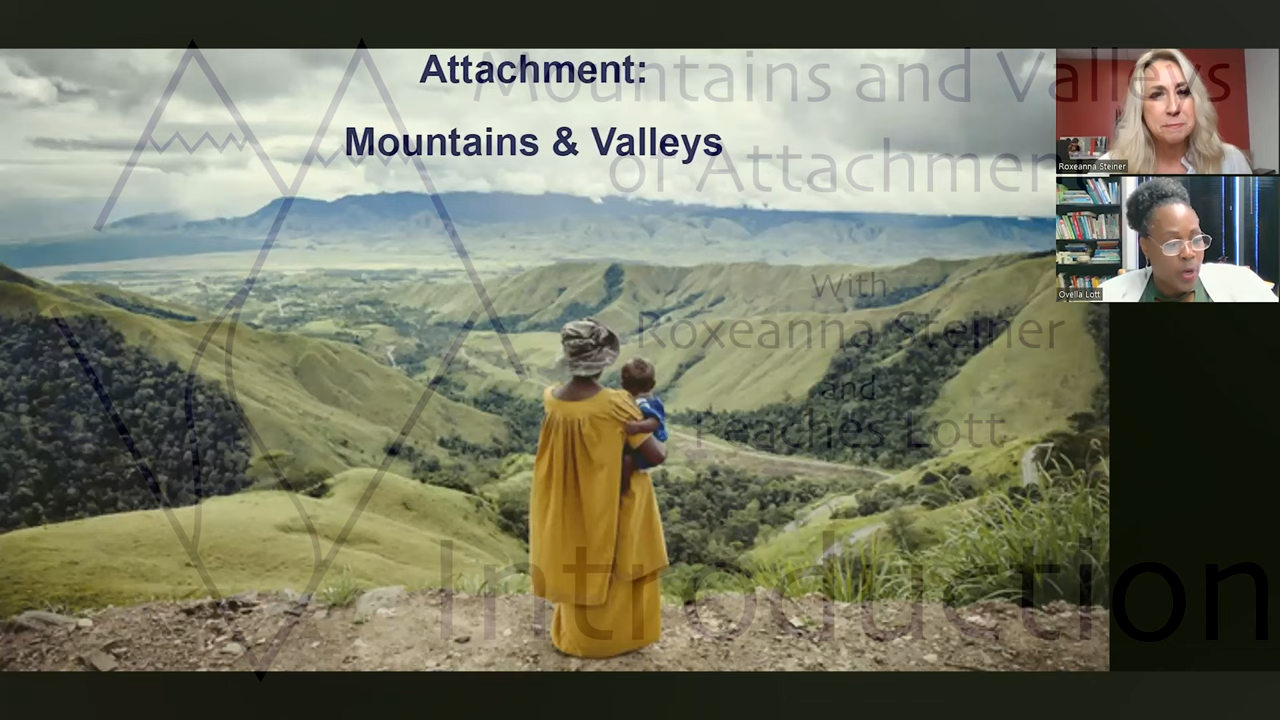 Attachment:
Mountains & Valleys
Mountains and Valleys
of Attachment
With
Roxeanna Steiner
and
Peaches Lott
Introduction
Roxeanna Steiner
Ovella Lott